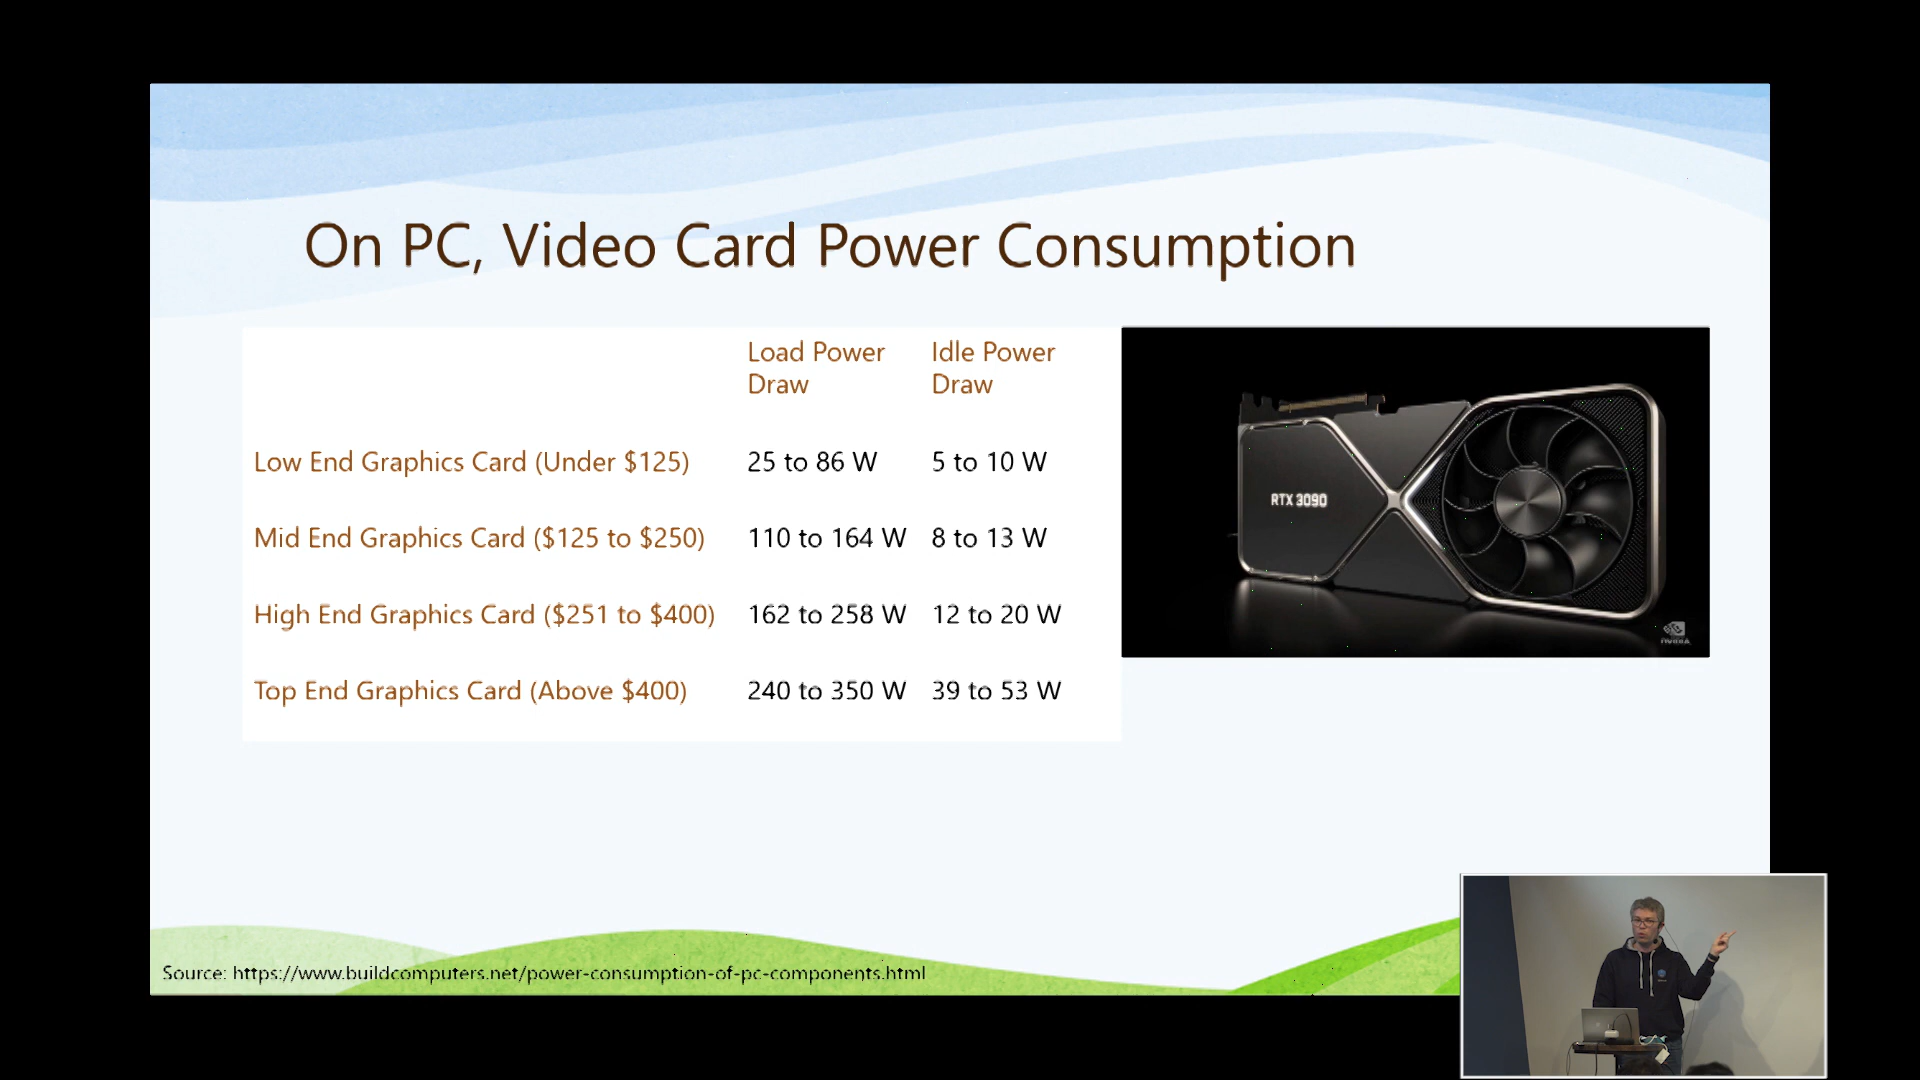 On PC, Video Card Power Consumption
Load Power Draw
Idle Power Draw
Low End Graphics Card (Under $125) 25 to 86 W 5 to 10 W
Mid End Graphics Card ($125 to $250) 110 to 164 W 8 to 13 W
High End Graphics Card ($251 to $400) 162 to 258 W 12 to 20 W
Top End Graphics Card (Above $400) 240 to 350 W 39 to 53 W
RTX 3090
NVIDIA
Source: https://www.buildcomputers.net/power-consumption-of-pc-components.html